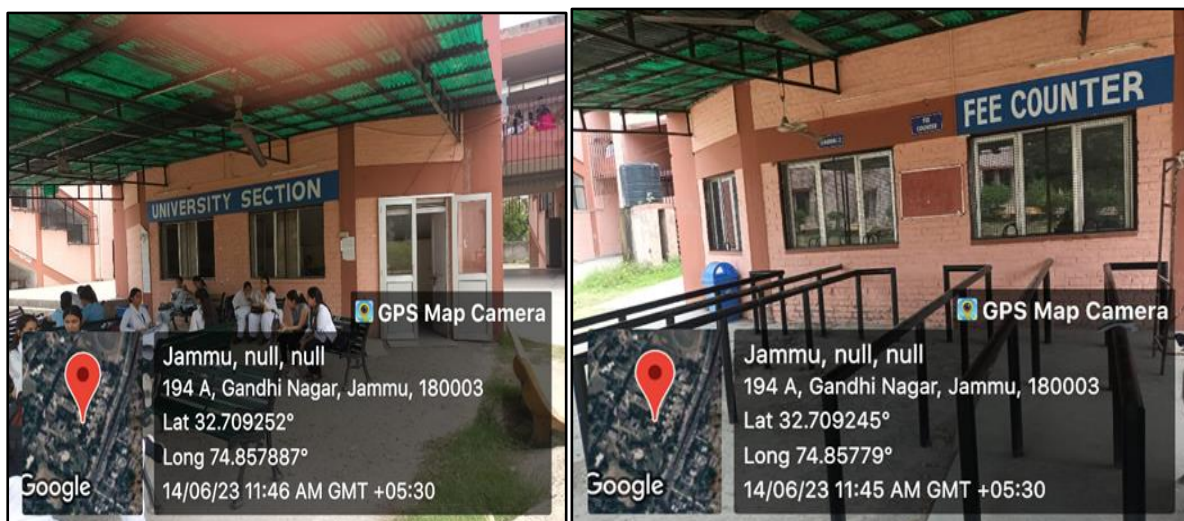 UNIVERSITY SECTION
GPS Map Camera
Jammu, null, null
194 A, Gandhi Nagar, Jammu, 180003
Lat 32.709252°
Long 74.857887°
14/06/23 11:46 AM GMT +05:30
Google
FEE COUNTER
FEE
COUNTER
GPS Map Camera
Jammu, null, null
194 A, Gandhi Nagar, Jammu, 180003
Lat 32.709245°
Long 74.85779°
14/06/23 11:45 AM GMT +05:30
Google